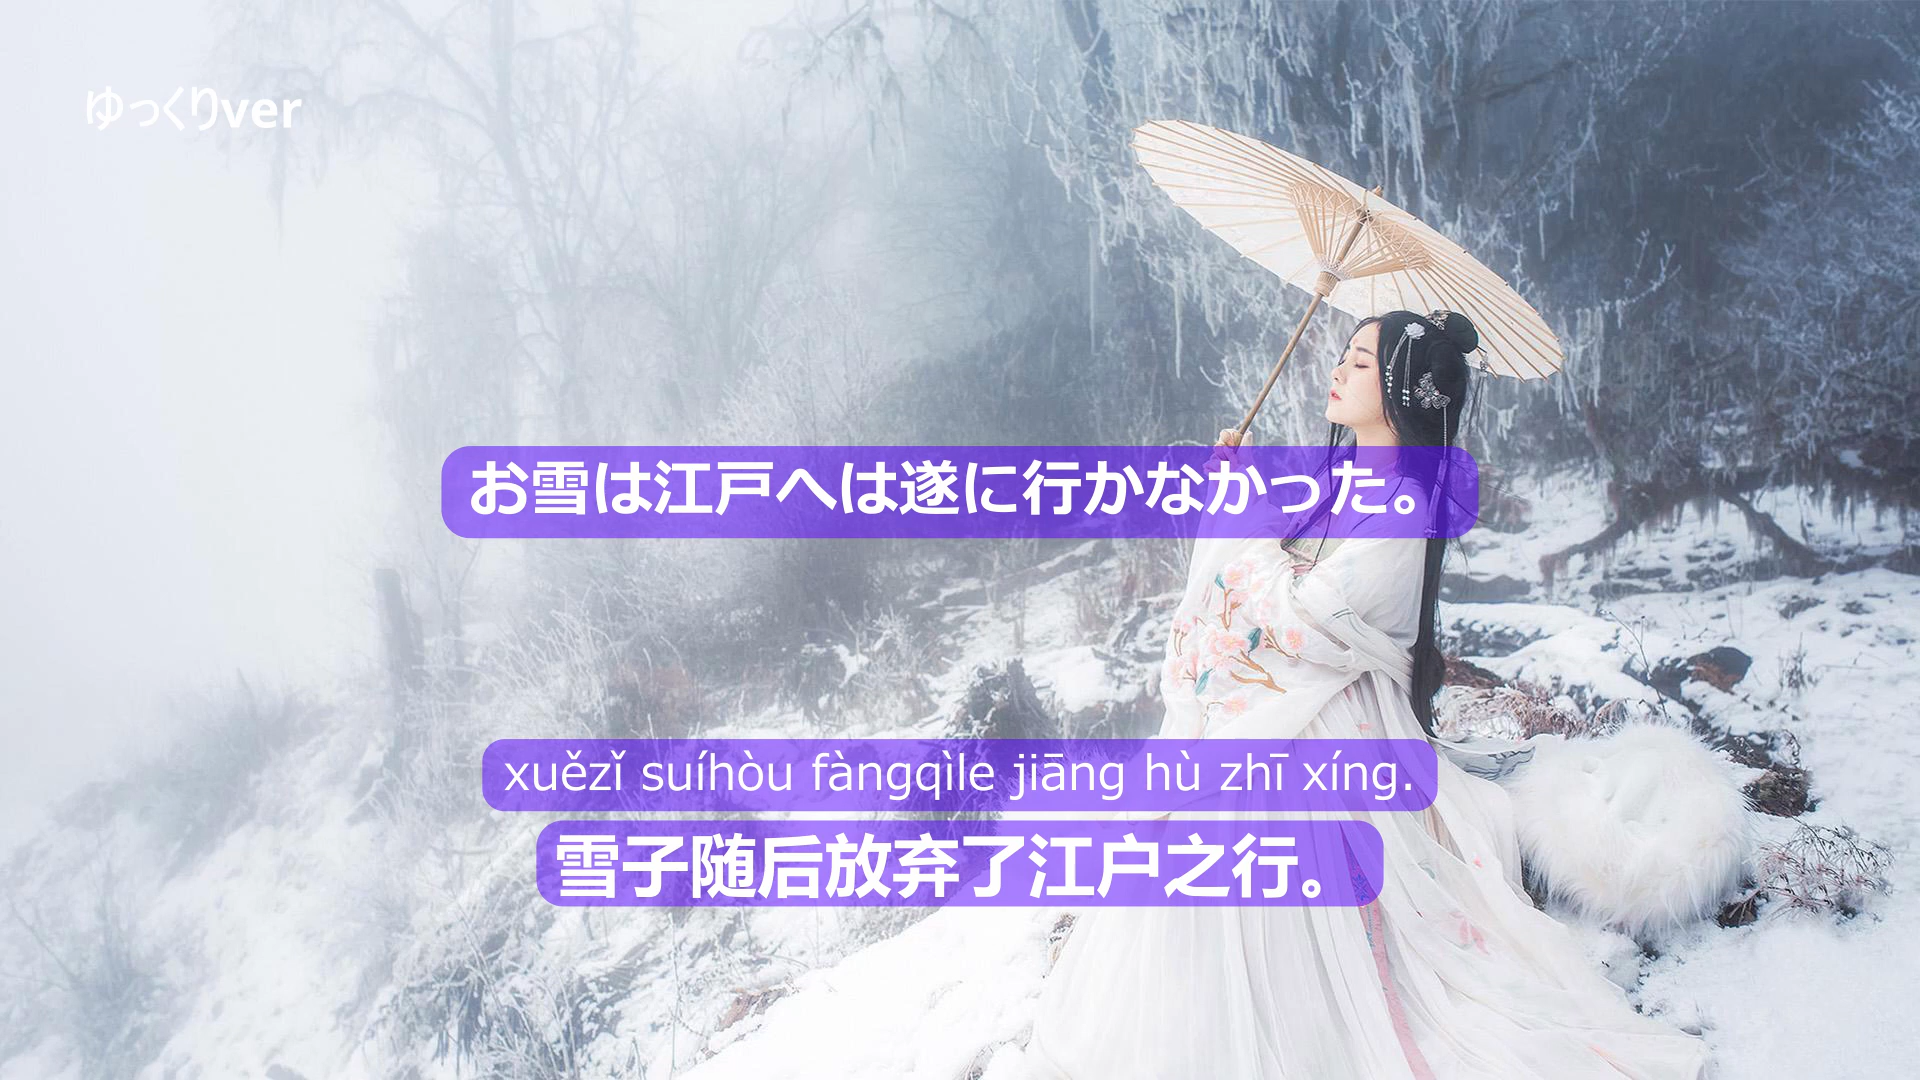 ゆっくりver
お雪は江戸へは遂に行かなかった。
xuězǐ suíhòu fàngqìle jiāng hù zhī xíng.
雪子随后放弃了江户之行。